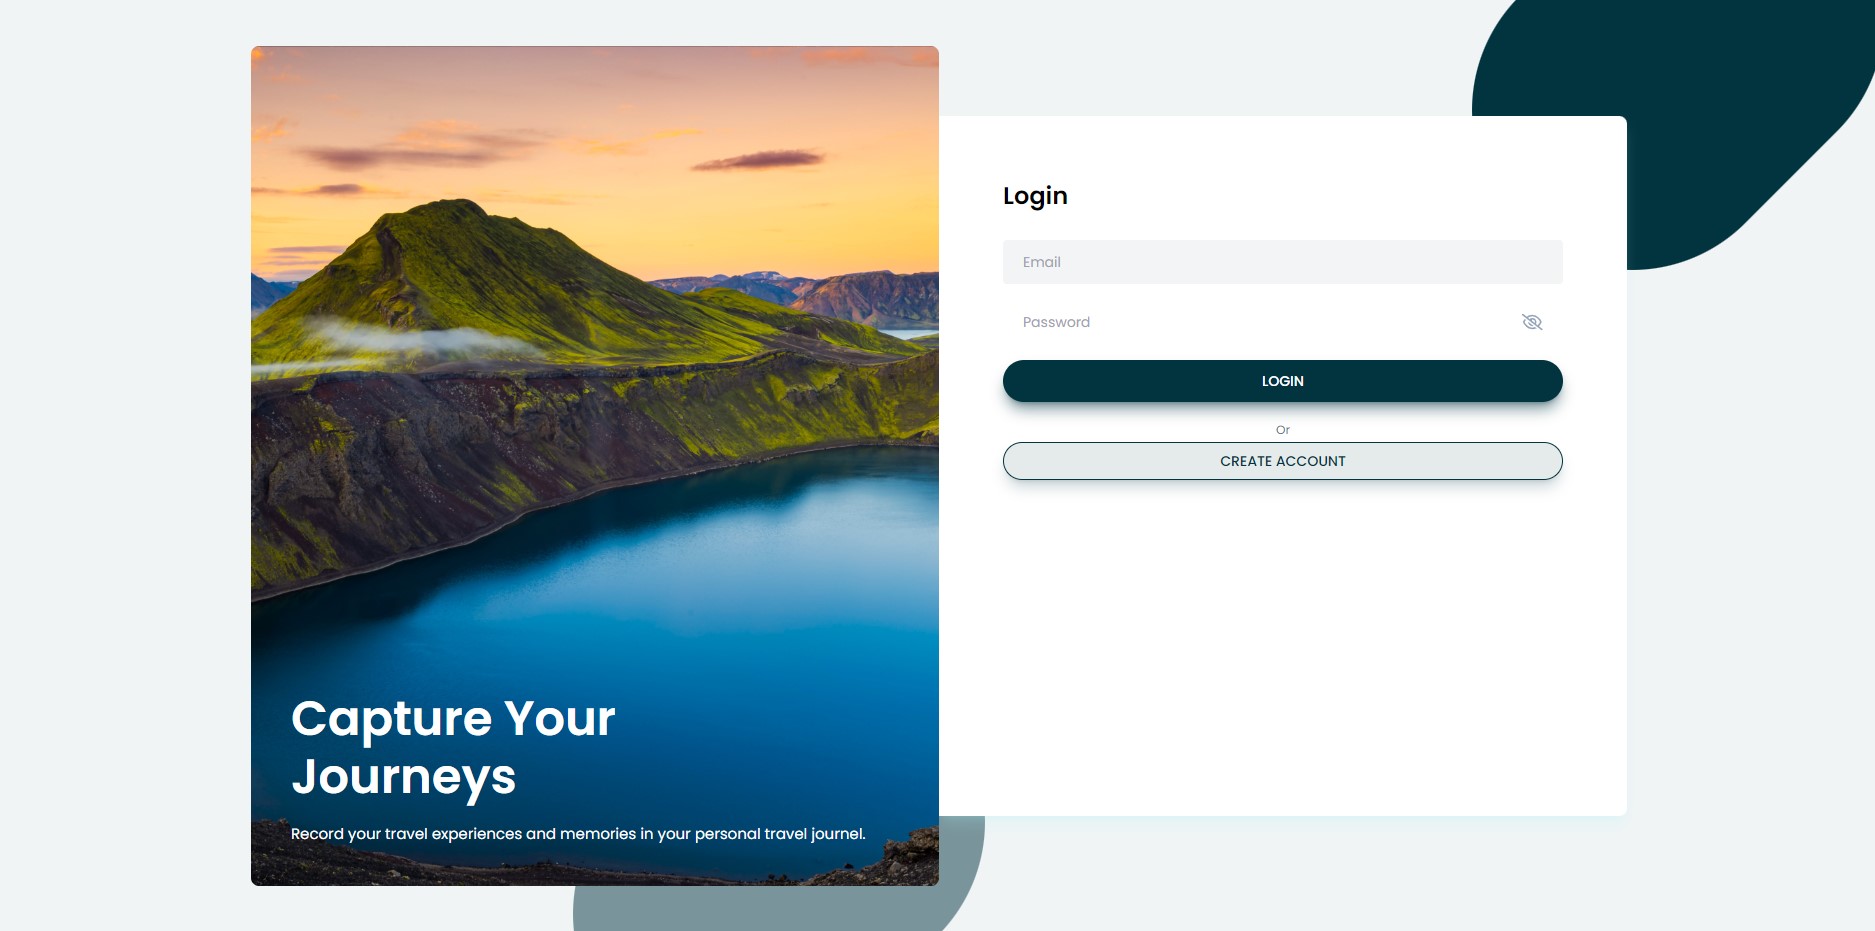 Capture Your
Journeys
Record your travel experiences and memories in your personal travel journel.
Login
Email
Password
LOGIN
Or
CREATE ACCOUNT